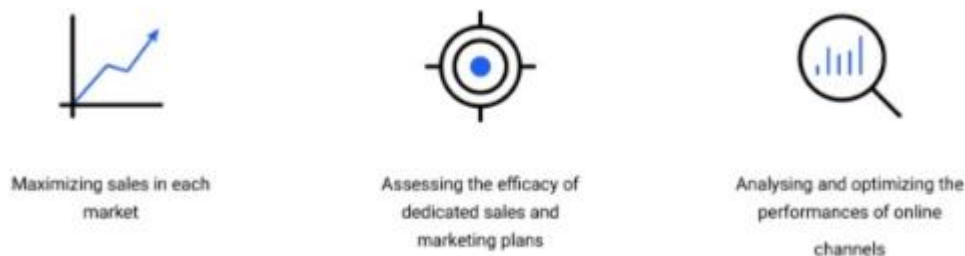 Maximizing sales in each
market
Assessing the efficacy of
dedicated sales and
marketing plans
Analysing and optimizing the
performances of online
channels